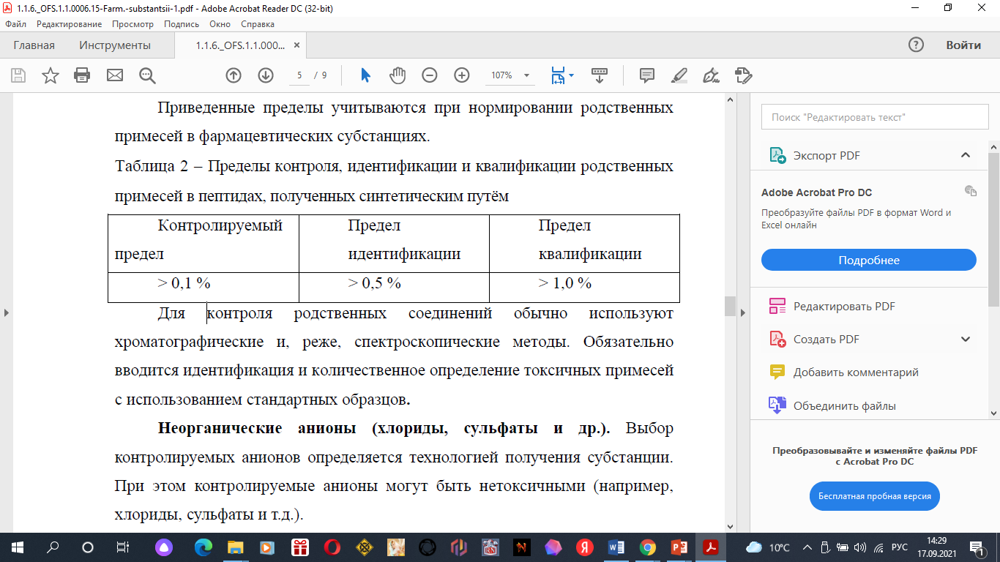 1.1.6._OFS.1.1.0006.15-Farm.-substantsii-1.pdf - Adobe Acrobat Reader DC (32-bit)
Файл Редактирование Просмотр Подпись Окно Справка
Главная Инструменты 1.1.6._OFS.1.1.000... × Войти
5 / 9 107%
Приведенные пределы учитываются при нормировании родственных
примесей в фармацевтических субстанциях.
Таблица 2 – Пределы контроля, идентификации и квалификации родственных
примесей в пептидах, полученных синтетическим путём
Контролируемый Предел Предел
предел идентификации квалификации
> 0,1 % > 0,5 % > 1,0 %
Для контроля родственных соединений обычно используют
хроматографические и, реже, спектроскопические методы. Обязательно
вводится идентификация и количественное определение токсичных примесей
с использованием стандартных образцов.
Неорганические анионы (хлориды, сульфаты и др.). Выбор
контролируемых анионов определяется технологией получения субстанции.
При этом контролируемые анионы могут быть нетоксичными (например,
хлориды, сульфаты и т.д.).
Поиск "Редактировать текст"
Экспорт PDF
Adobe Acrobat Pro DC
Преобразуйте файлы PDF в формат Word и
Excel онлайн
Подробнее
Редактировать PDF
Создать PDF
Добавить комментарий
Объединить файлы
Преобразовывайте и изменяйте файлы PDF
с Acrobat Pro DC
Бесплатная пробная версия
10°C РУС 14:29
17.09.2021